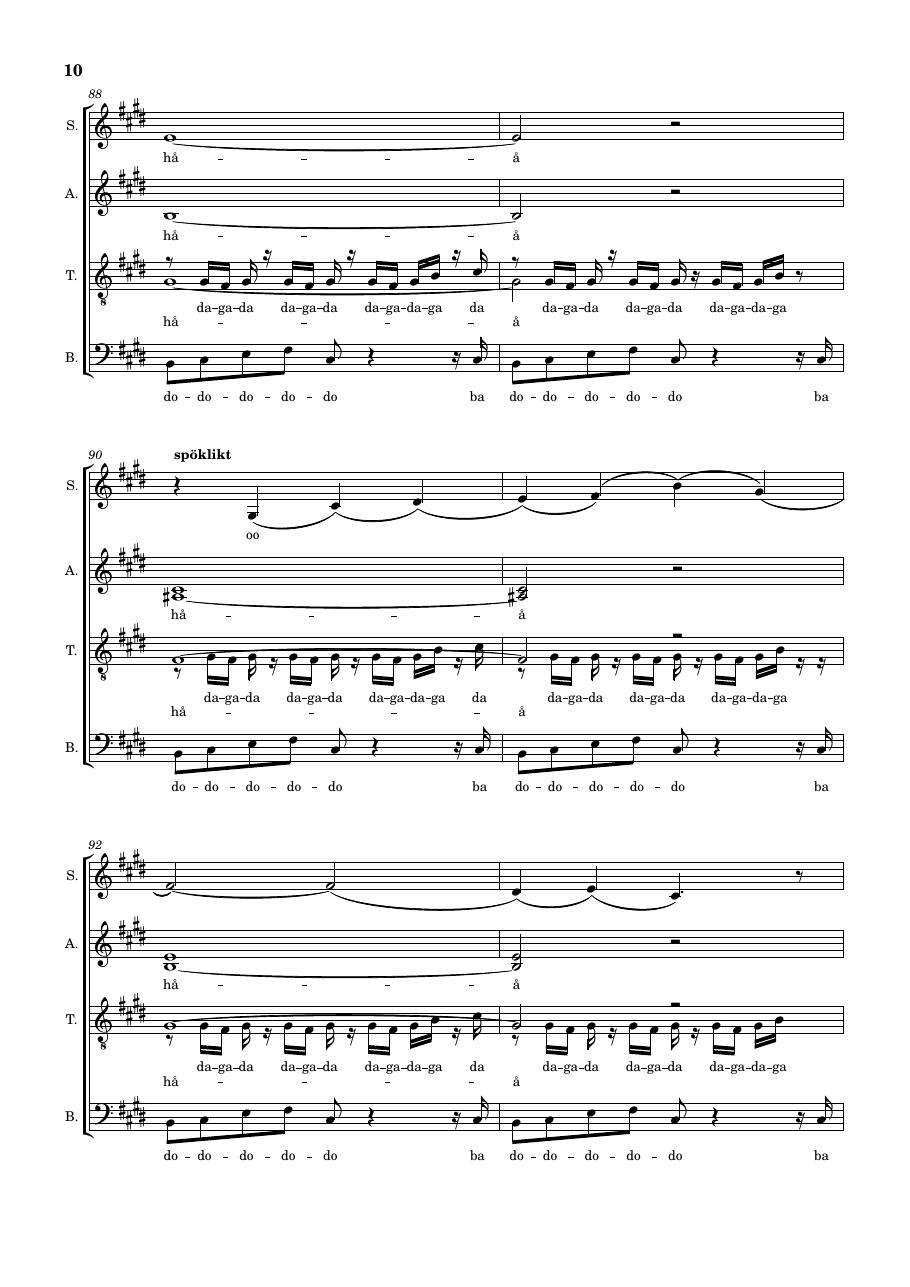 10
88
S.
hå – – – – å
A.
hå – – – – å
T.
da–ga–da da–ga–da da–ga–da–ga da da–ga–da da–ga–da da–ga–da–ga
hå – – – – å
B.
do – do – do – do – do ba do – do – do – do – do ba
90
spöklikt
S.
oo
A.
hå – – – – å
T.
da–ga–da da–ga–da da–ga–da–ga da da–ga–da da–ga–da da–ga–da–ga
hå – – – – å
B.
do – do – do – do – do ba do – do – do – do – do ba
92
S.
A.
hå – – – – å
T.
da–ga–da da–ga–da da–ga–da–ga da da–ga–da da–ga–da da–ga–da–ga
hå – – – – å
B.
do – do – do – do – do ba do – do – do – do – do ba